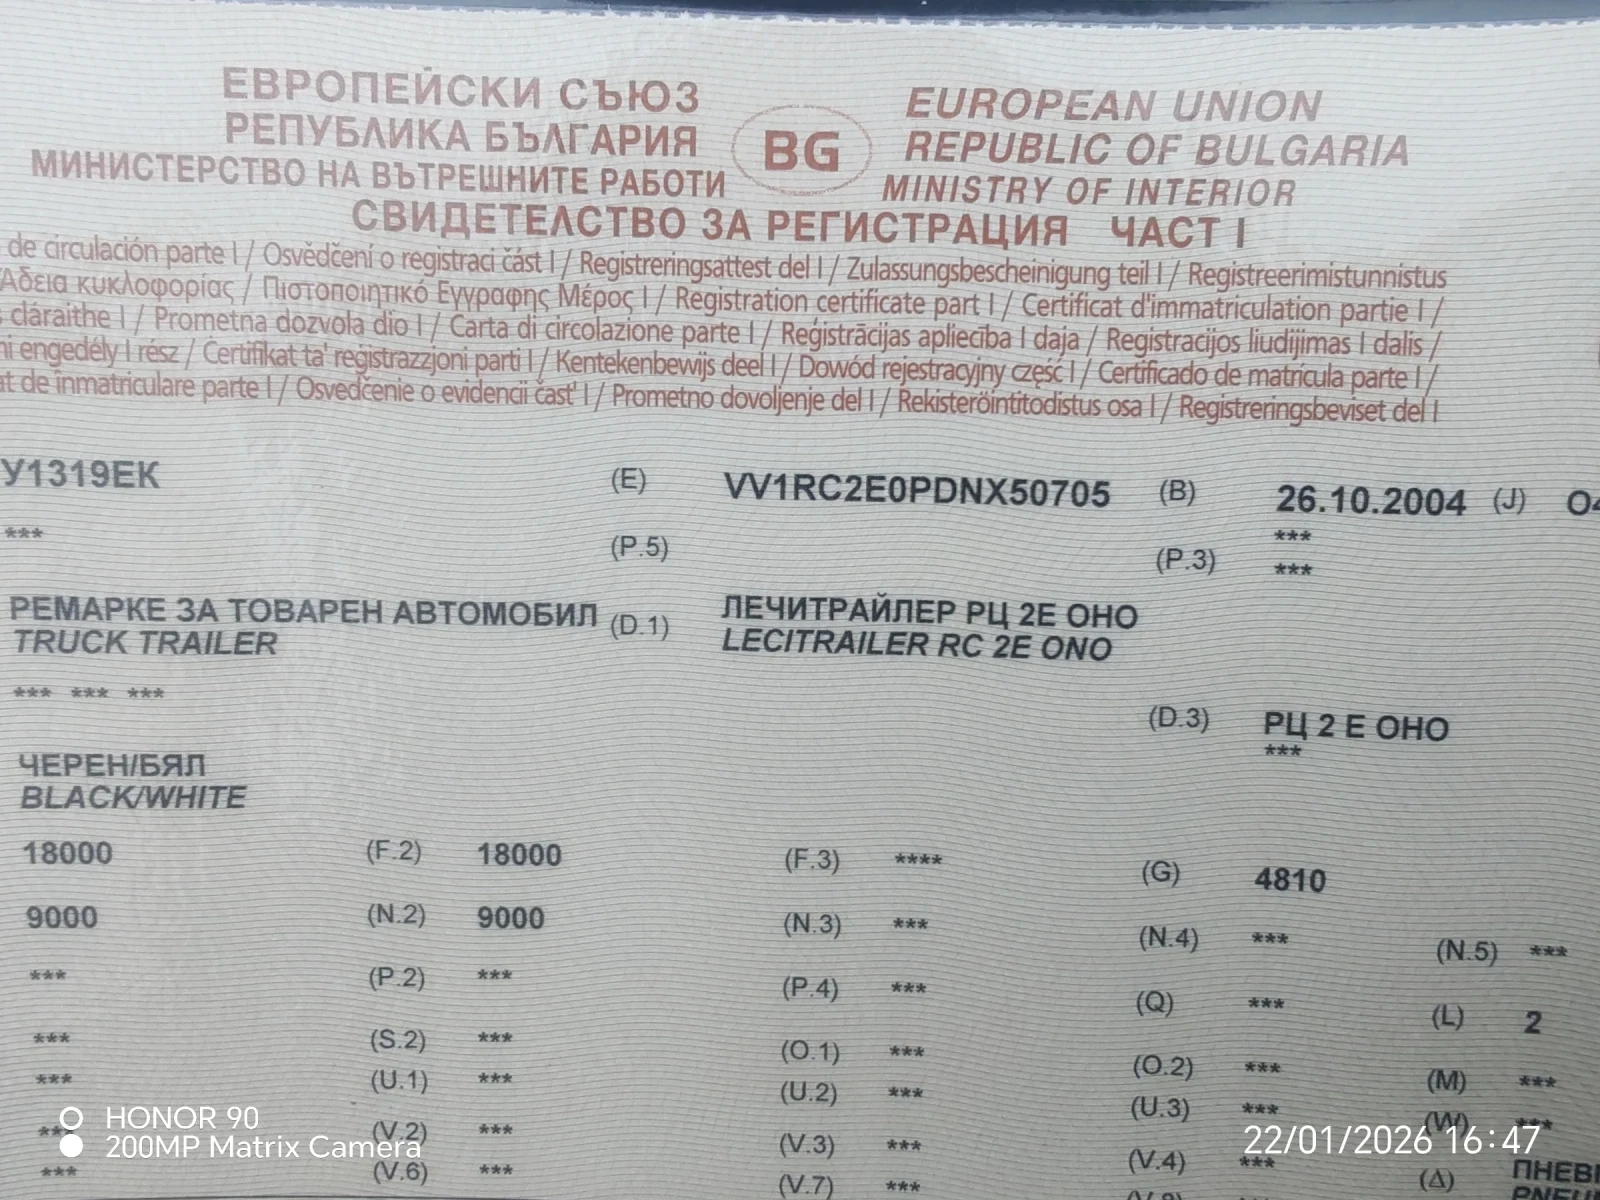 ЕВРОПЕЙСКИ СЪЮЗ
РЕПУБЛИКА БЪЛГАРИЯ
МИНИСТЕРСТВО НА ВЪТРЕШНИТЕ РАБОТИ
BG
EUROPEAN UNION
REPUBLIC OF BULGARIA
MINISTRY OF INTERIOR
СВИДЕТЕЛСТВО ЗА РЕГИСТРАЦИЯ ЧАСТ I
de circulación parte I / Osvědčení o registraci část I / Registreringsattest del I / Zulassungsbescheinigung teil I / Registreerimistunnistus
Άδεια κυκλοφορίας / Πιστοποιητικό Εγγραφης Μέρος I / Registration certificate part I / Certificat d'immatriculation partie I /
cláraithe I / Prometna dozvola dio I / Carta di circolazione parte I / Reģistrācijas apliecība I daja / Registracijos liudijimas I dalis /
ni engedély I rész / Certifikat ta' reġistrazzjoni parti I / Kentekenbewijs deel I / Dowód rejestracyjny część I / Certificado de matrícula parte I /
at de înmatriculare parte I / Osvedčenie o evidencii časť I / Prometno dovoljenje del I / Rekisteröintitodistus osa I / Registreringsbeviset del I
У1319ЕК (E) VV1RC2E0PDNX50705 (B) 26.10.2004 (J) O4
*** (P.5) *** (P.3) ***
РЕМАРКЕ ЗА ТОВАРЕН АВТОМОБИЛ (D.1) ЛЕЧИТРАЙЛЕР РЦ 2Е ОНО
TRUCK TRAILER LECITRAILER RC 2E ONO
*** *** ***
(D.3) РЦ 2 Е ОНО
***
ЧЕРЕН/БЯЛ
BLACK/WHITE
18000 (F.2) 18000 (F.3) **** (G) 4810
9000 (N.2) 9000 (N.3) *** (N.4) *** (N.5) ***
*** (P.2) *** (P.4) *** (Q) *** (L) 2
*** (S.2) *** (O.1) *** (O.2) *** (M) ***
*** (U.1) *** (U.2) *** (U.3) *** (W) ***
*** (V.2) *** (V.3) *** (V.4) *** (Δ) ПНЕВ
*** (V.6) *** (V.7) ***
HONOR 90
200MP Matrix Camera
22/01/2026 16:47